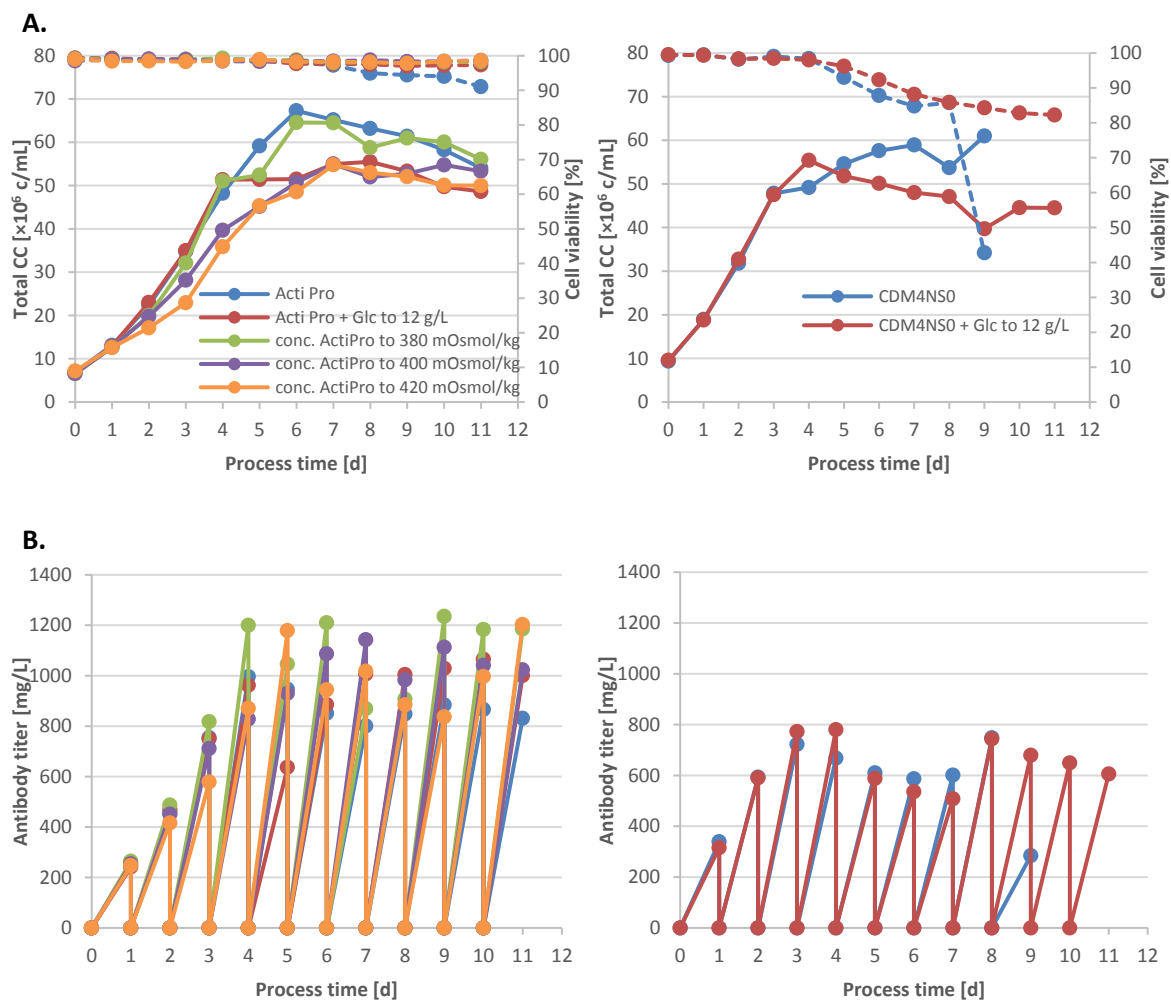 A.
80
70
60
50
40
30
20
10
0
Total CC [×10⁶ c/mL]
100
90
80
70
60
50
40
30
20
10
0
Cell viability [%]
Acti Pro
Acti Pro + Glc to 12 g/L
conc. ActiPro to 380 mOsmol/kg
conc. ActiPro to 400 mOsmol/kg
conc. ActiPro to 420 mOsmol/kg
0 1 2 3 4 5 6 7 8 9 10 11 12
Process time [d]
80
70
60
50
40
30
20
10
0
Total CC [×10⁶ c/mL]
100
90
80
70
60
50
40
30
20
10
0
Cell viability [%]
CDM4NS0
CDM4NS0 + Glc to 12 g/L
0 1 2 3 4 5 6 7 8 9 10 11 12
Process time [d]
B.
1400
1200
1000
800
600
400
200
0
Antibody titer [mg/L]
0 1 2 3 4 5 6 7 8 9 10 11 12
Process time [d]
1400
1200
1000
800
600
400
200
0
Antibody titer [mg/L]
0 1 2 3 4 5 6 7 8 9 10 11 12
Process time [d]